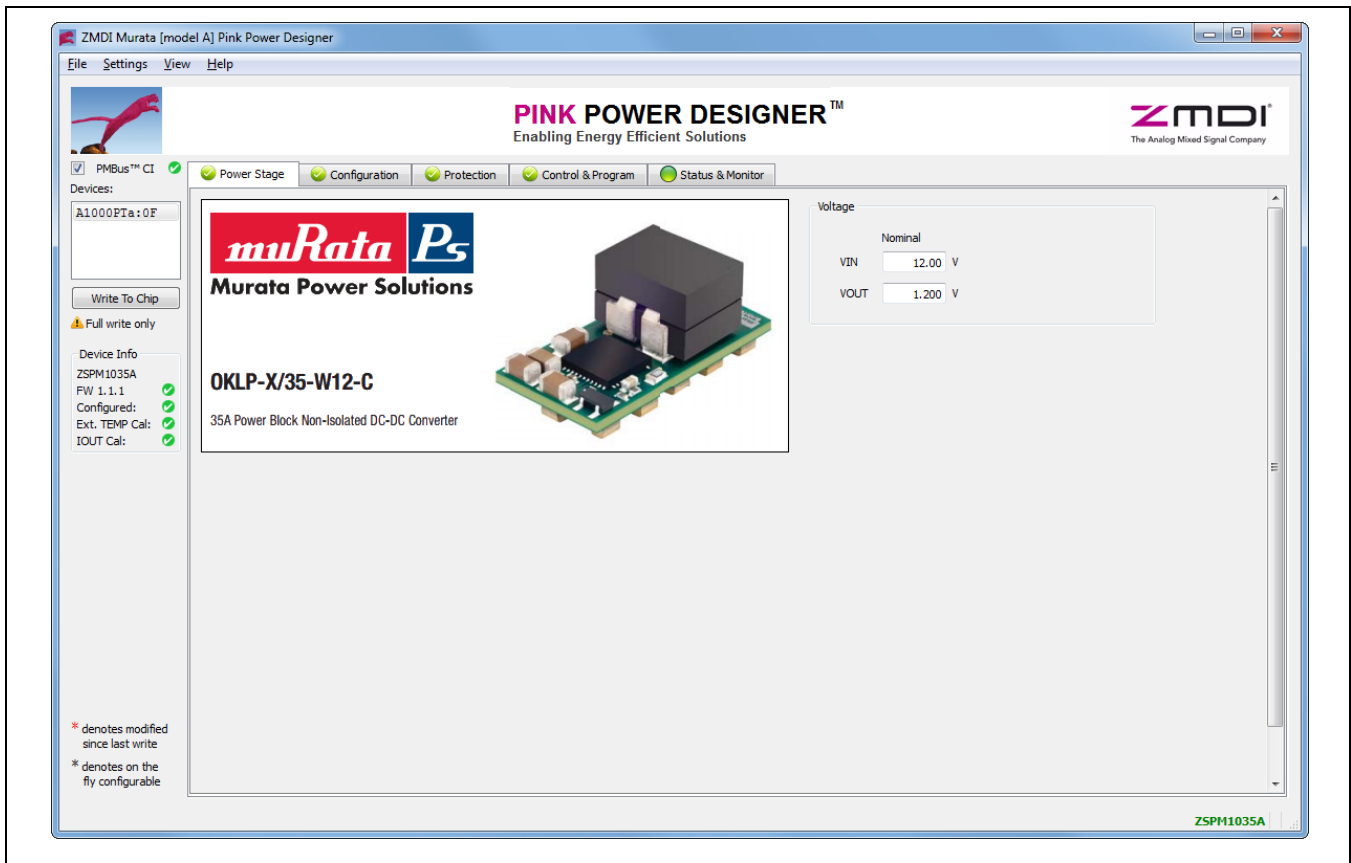 ZMDI Murata [model A] Pink Power Designer
File Settings View Help
PINK POWER DESIGNER™
Enabling Energy Efficient Solutions
ZMDI®
The Analog Mixed Signal Company
PMBus™ CI
Devices:
A1000PTa:0F
Write To Chip
Full write only
Device Info
ZSPM1035A
FW 1.1.1
Configured:
Ext. TEMP Cal:
IOUT Cal:
* denotes modified
since last write
* denotes on the
fly configurable
Power Stage Configuration Protection Control & Program Status & Monitor
muRata Ps
Murata Power Solutions
OKLP-X/35-W12-C
35A Power Block Non-Isolated DC-DC Converter
Voltage
Nominal
VIN 12.00 V
VOUT 1.200 V
ZSPM1035A